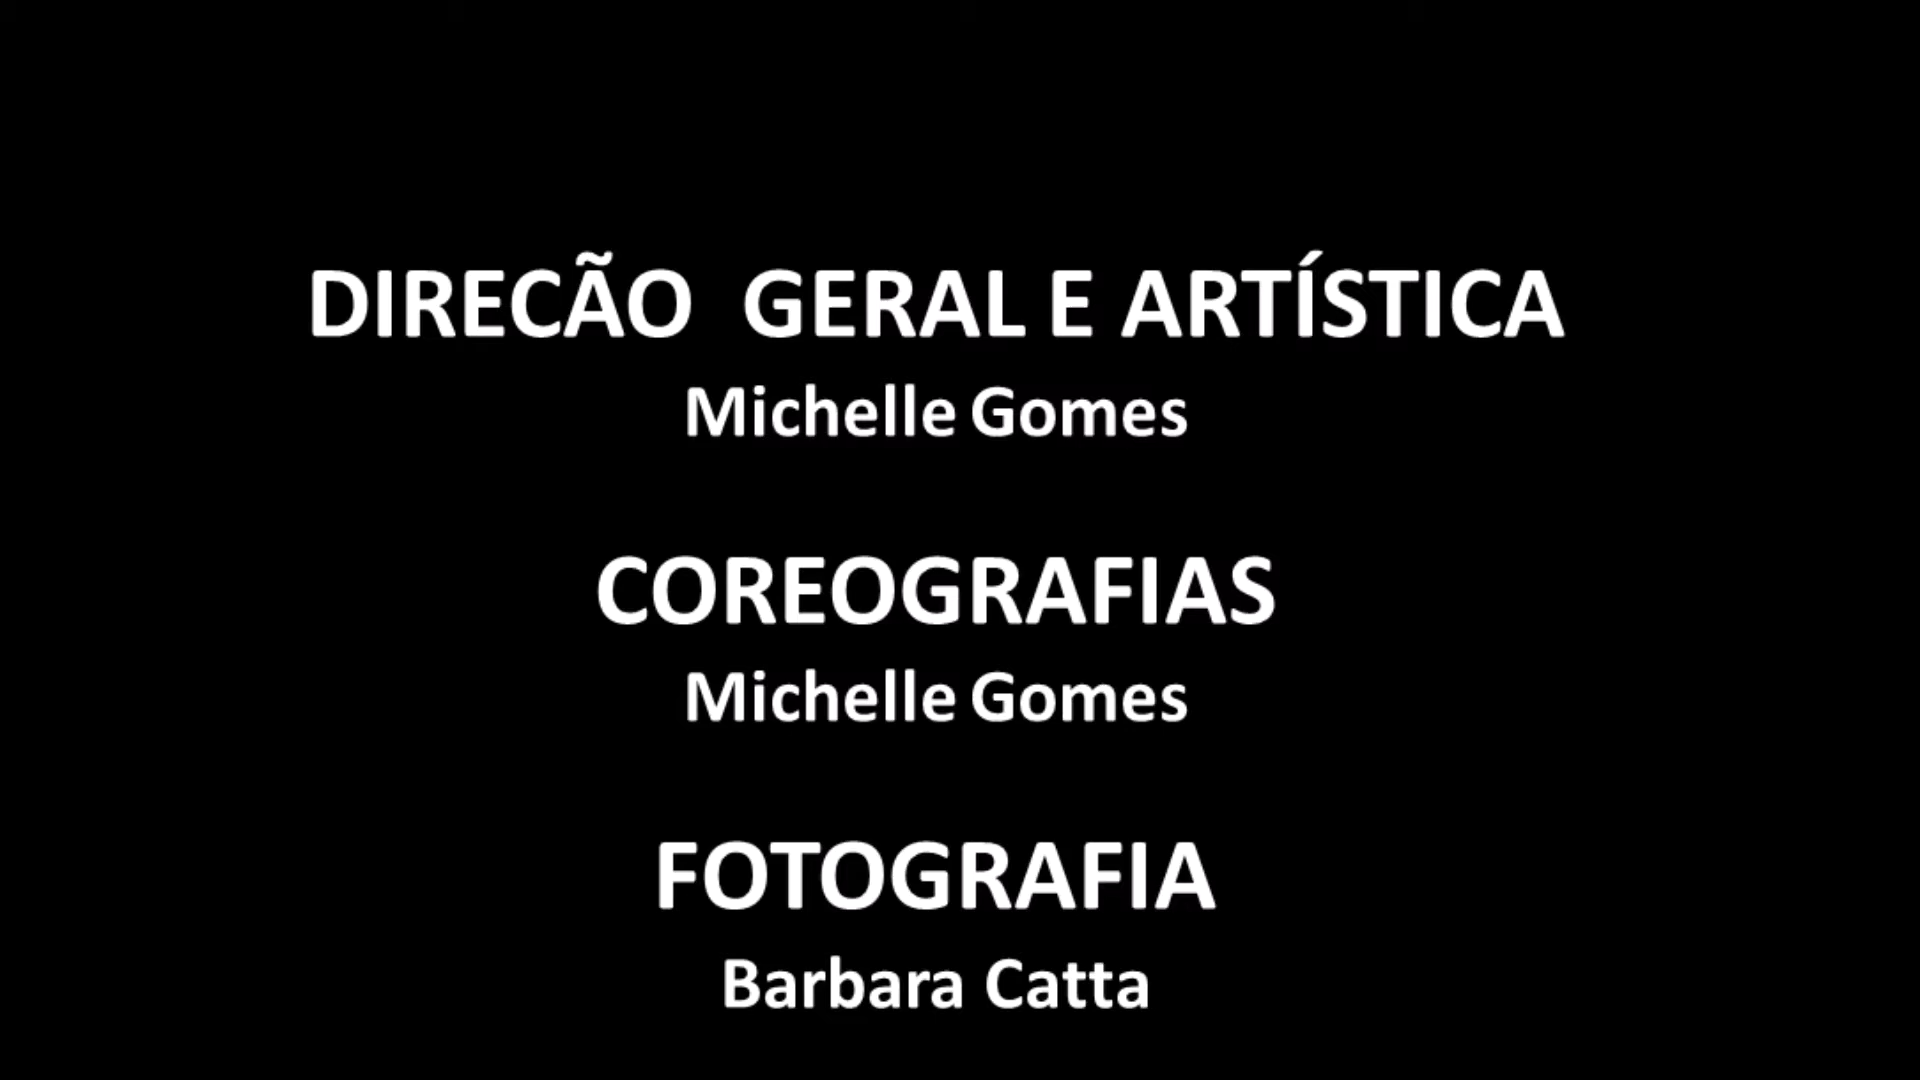 DIRECÃO  GERAL E ARTÍSTICA
Michelle Gomes
COREOGRAFIAS
Michelle Gomes
FOTOGRAFIA
Barbara Catta